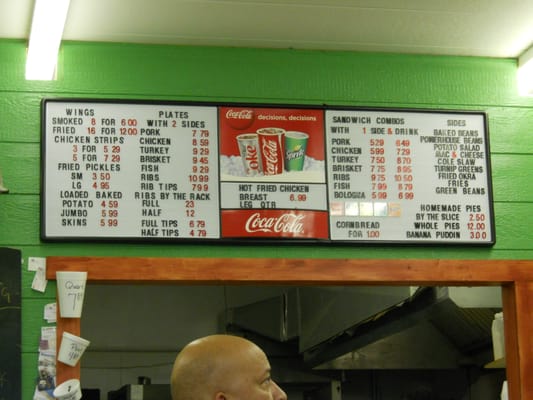 WINGS
SMOKED 8 FOR 6.00
FRIED 16 FOR 12.00
CHICKEN STRIPS
3 FOR 5 29
5 FOR 7.29
FRIED PICKLES
SM 3.50
LG 4.95
LOADED BAKED
POTATO 4.59
JUMBO 5.99
SKINS 5.99
PLATES
WITH 2 SIDES
PORK 7.79
CHICKEN 8.59
TURKEY 9.29
BRISKET 9.45
FISH 9.29
RIBS 10.99
RIB TIPS 7.99
RIBS BY THE RACK
FULL 23
HALF 12
FULL TIPS 6.79
HALF TIPS 4 79
Coca-Cola decisions, decisions.
Coke
Coca-Cola
Sprite
HOT FRIED CHICKEN
BREAST 6.99
LEG QTR
Coca-Cola
SANDWICH COMBOS
WITH 1 SIDE & DRINK
PORK 5.29 6.49
CHICKEN 5.99 7.29
TURKEY 7.50 8.70
BRISKET 7.75 8.95
RIBS 9.75 10.50
FISH 7.99 8.79
BOLOGNA 5.99 6.99
CORNBREAD
FOR 1.00
SIDES
BAKED BEANS
POWERHOUSE BEANS
POTATO SALAD
MAC & CHEESE
COLE SLAW
TURNIP GREENS
FRIED OKRA
FRIES
GREEN BEANS
HOMEMADE PIES
BY THE SLICE 2.50
WHOLE PIES 12.00
BANANA PUDDIN 3.00